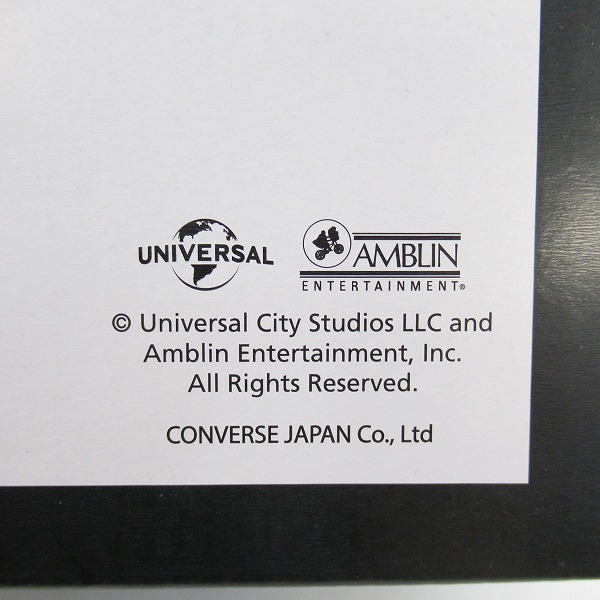 UNIVERSAL AMBLIN
ENTERTAINMENT®
© Universal City Studios LLC and
Amblin Entertainment, Inc.
All Rights Reserved.
CONVERSE JAPAN Co., Ltd